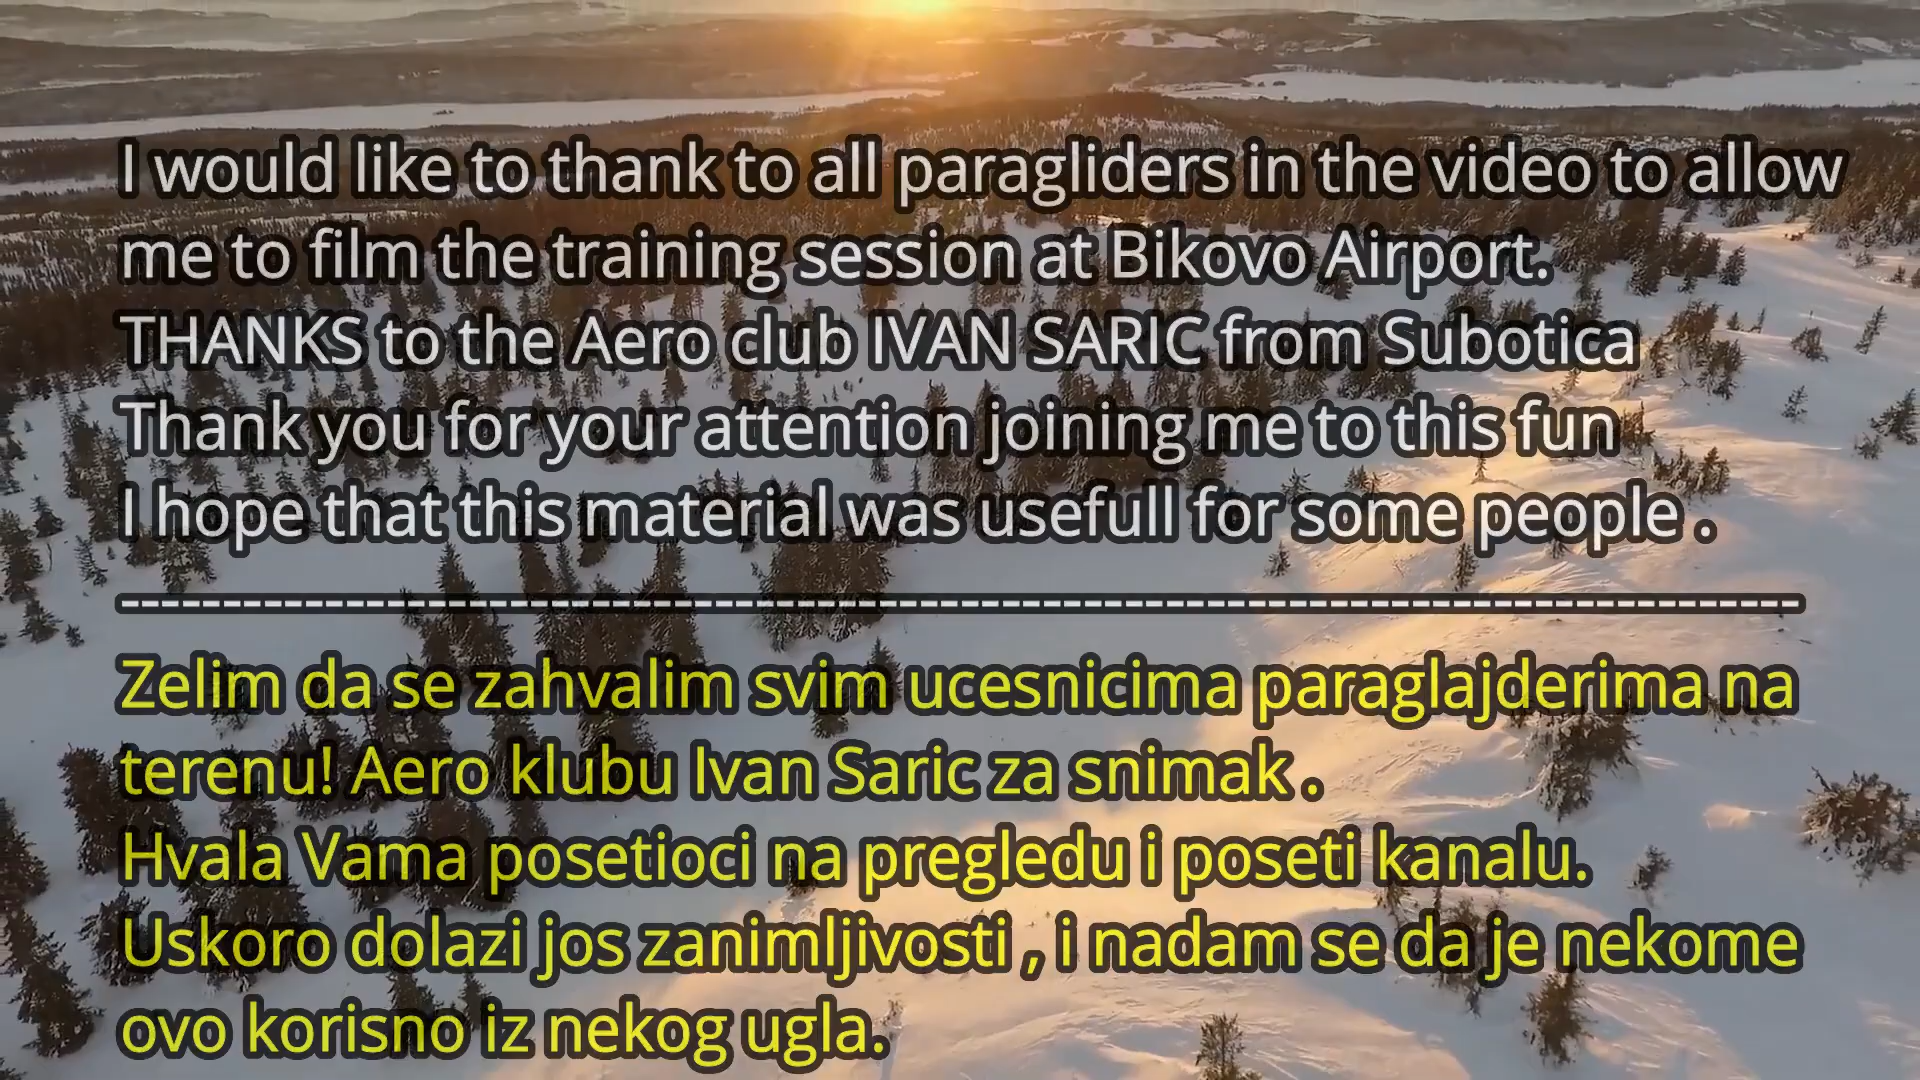 I would like to thank to all paragliders in the video to allow
me to film the training session at Bikovo Airport.
THANKS to the Aero club IVAN SARIC from Subotica
Thank you for your attention joining me to this fun
I hope that this material was usefull for some people .
----------------------------------------------------------------------------------
Zelim da se zahvalim svim ucesnicima paraglajderima na
terenu! Aero klubu Ivan Saric za snimak .
Hvala Vama posetioci na pregledu i poseti kanalu.
Uskoro dolazi jos zanimljivosti , i nadam se da je nekome
ovo korisno iz nekog ugla.